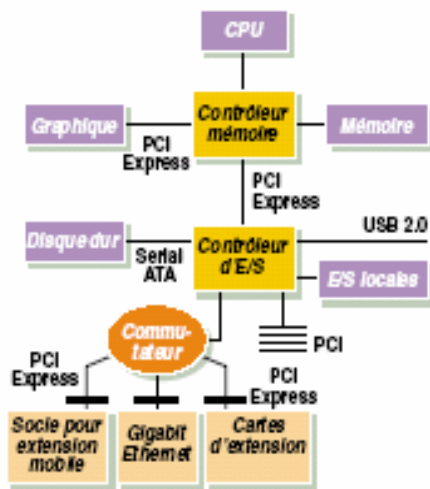 CPU
Graphique
Contrôleur
mémoire
Mémoire
PCI
Express
PCI
Express
USB 2.0
Disque dur
Serial
ATA
Contrôleur
d'E/S
E/S locales
Commu-
tateur
PCI
PCI
Express
PCI
Express
Socle pour
extension
mobile
Gigabit
Ethernet
Cartes
d'extension